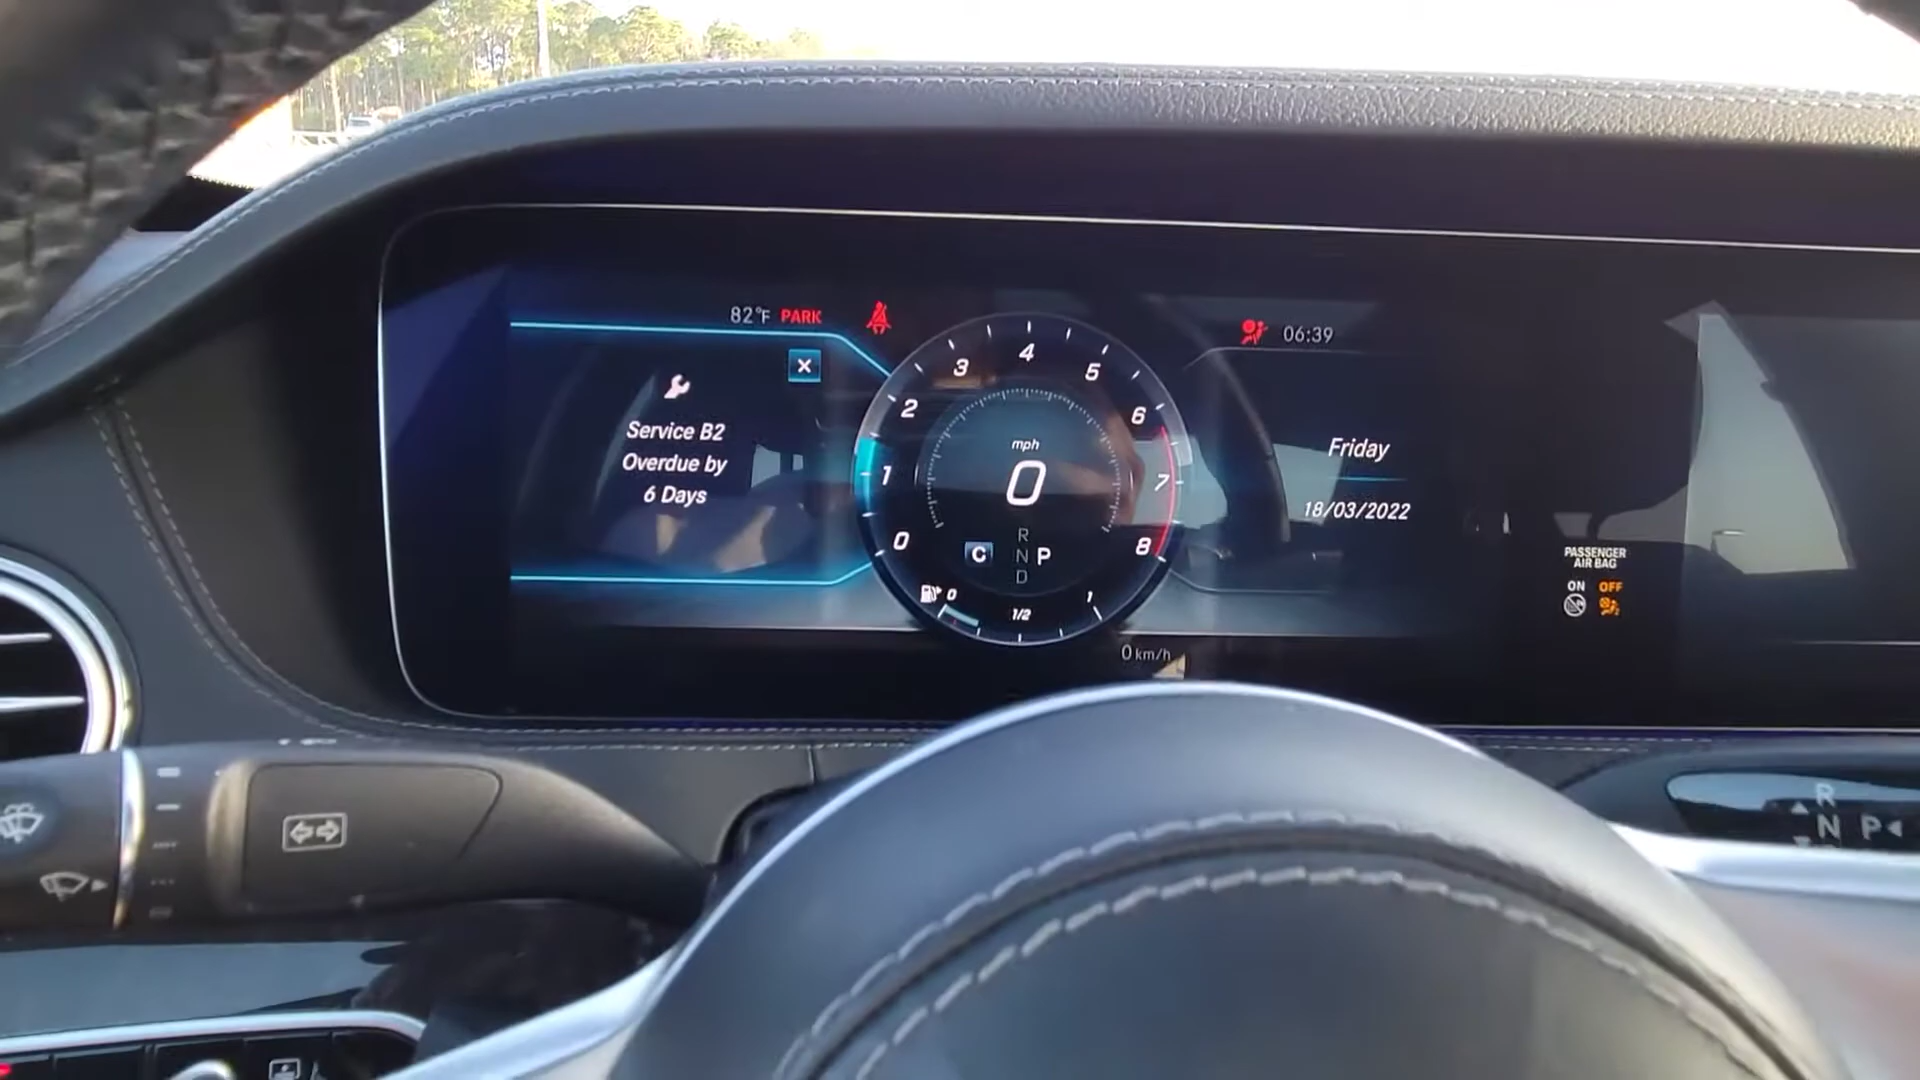 82°F PARK
06:39
Service B2
Overdue by
6 Days
0
1
2
3
4
5
6
7
8
mph
0
R
N
D
C
P
0
1/2
1
0 km/h
Friday
18/03/2022
PASSENGER
AIR BAG
ON OFF
R
N P